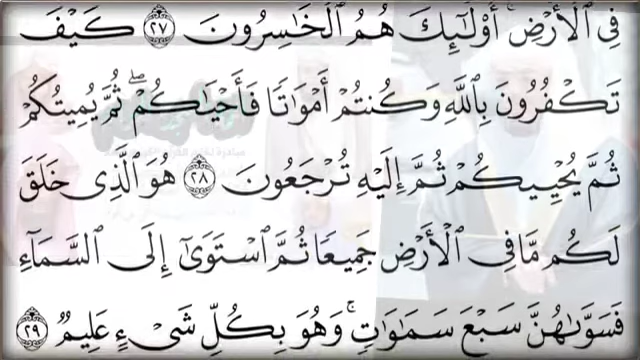 فِي ٱلْأَرْضِۚ أُو۟لَٰٓئِكَ هُمُ ٱلْخَٰسِرُونَ ٢٧ كَيْفَ
تَكْفُرُونَ بِٱللَّهِ وَكُنتُمْ أَمْوَٰتًا فَأَحْيَٰكُمْۖ ثُمَّ يُمِيتُكُمْ
ثُمَّ يُحْيِيكُمْ ثُمَّ إِلَيْهِ تُرْجَعُونَ ٢٨ هُوَ ٱلَّذِي خَلَقَ
لَكُم مَّا فِي ٱلْأَرْضِ جَمِيعًا ثُمَّ ٱسْتَوَىٰٓ إِلَى ٱلسَّمَآءِ
فَسَوَّىٰهُنَّ سَبْعَ سَمَٰوَٰتٍۚ وَهُوَ بِكُلِّ شَيْءٍ عَلِيمٌ ٢٩